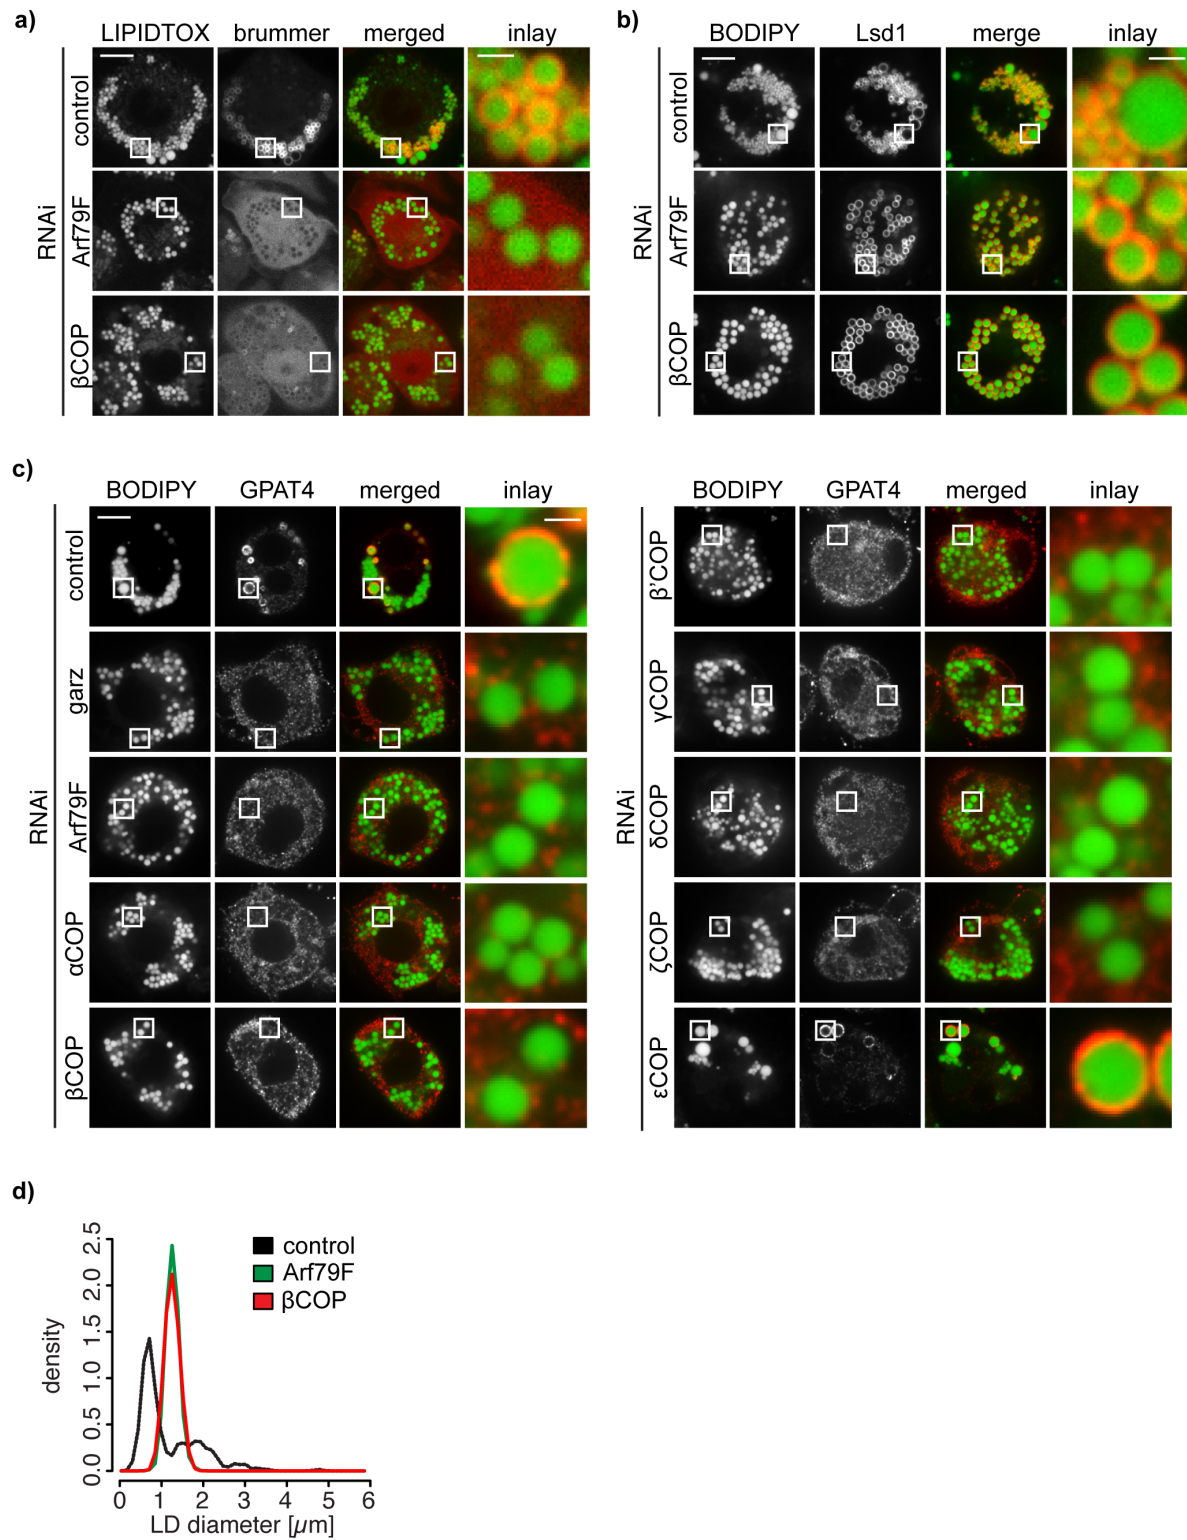 a)
LIPIDTOX brummer merged inlay
RNAi
control
Arf79F
βCOP
b)
BODIPY Lsd1 merge inlay
RNAi
control
Arf79F
βCOP
c)
BODIPY GPAT4 merged inlay
RNAi
control
garz
Arf79F
αCOP
βCOP
BODIPY GPAT4 merged inlay
RNAi
β'COP
γCOP
δCOP
ζCOP
εCOP
d)
density
2.5
2.0
1.5
1.0
0.5
0.0
control
Arf79F
βCOP
0 1 2 3 4 5 6
LD diameter [µm]